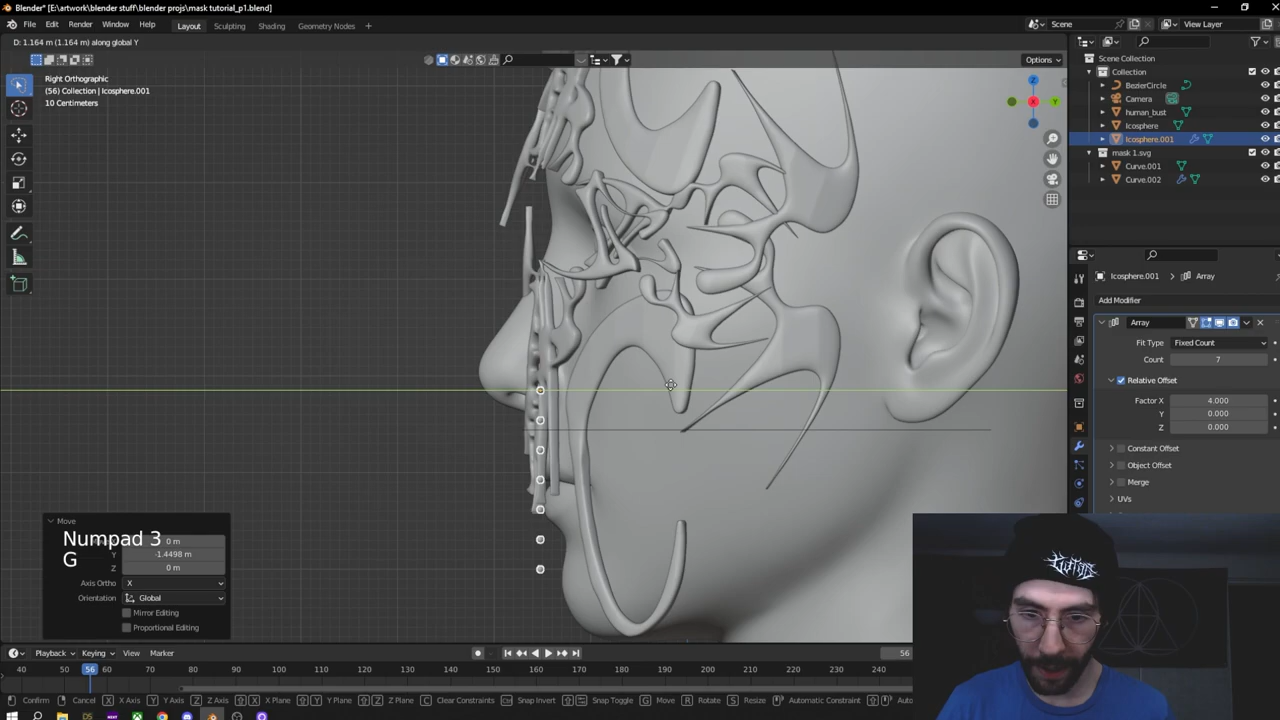 Blender* [E:\artwork\blender stuff\blender projs\mask tutorial_p1.blend]
File Edit Render Window Help Layout Sculpting Shading Geometry Nodes + Scene View Layer
D: 1.164 m (1.164 m) along global Y
Options
Right Orthographic
(56) Collection | Icosphere.001
10 Centimeters
Z
Y
X
Scene Collection
Collection
BezierCircle
Camera
human_bust
Icosphere
Icosphere.001
mask 1.svg
Curve.001
Curve.002
Icosphere.001 > Array
Add Modifier
Array
Fit Type Fixed Count
Count 7
Relative Offset
Factor X 4.000
Y 0.000
Z 0.000
Constant Offset
Object Offset
Merge
UVs
Move
Numpad 3
G
0 m
Y -1.4498 m
Z 0 m
Axis Ortho X
Orientation Global
Mirror Editing
Proportional Editing
Playback Keying View Marker 56
40 50 56 60 70 80 90 100 110 120 130 140 150 160 170 180 190 200 210 220 230 240
Confirm Cancel X X Axis Y Y Axis Z Z Axis X X Plane Y Y Plane Z Z Plane C Clear Constraints Ctrl Snap Invert Snap Toggle G Move R Rotate S Resize Automatic Constraint Auto